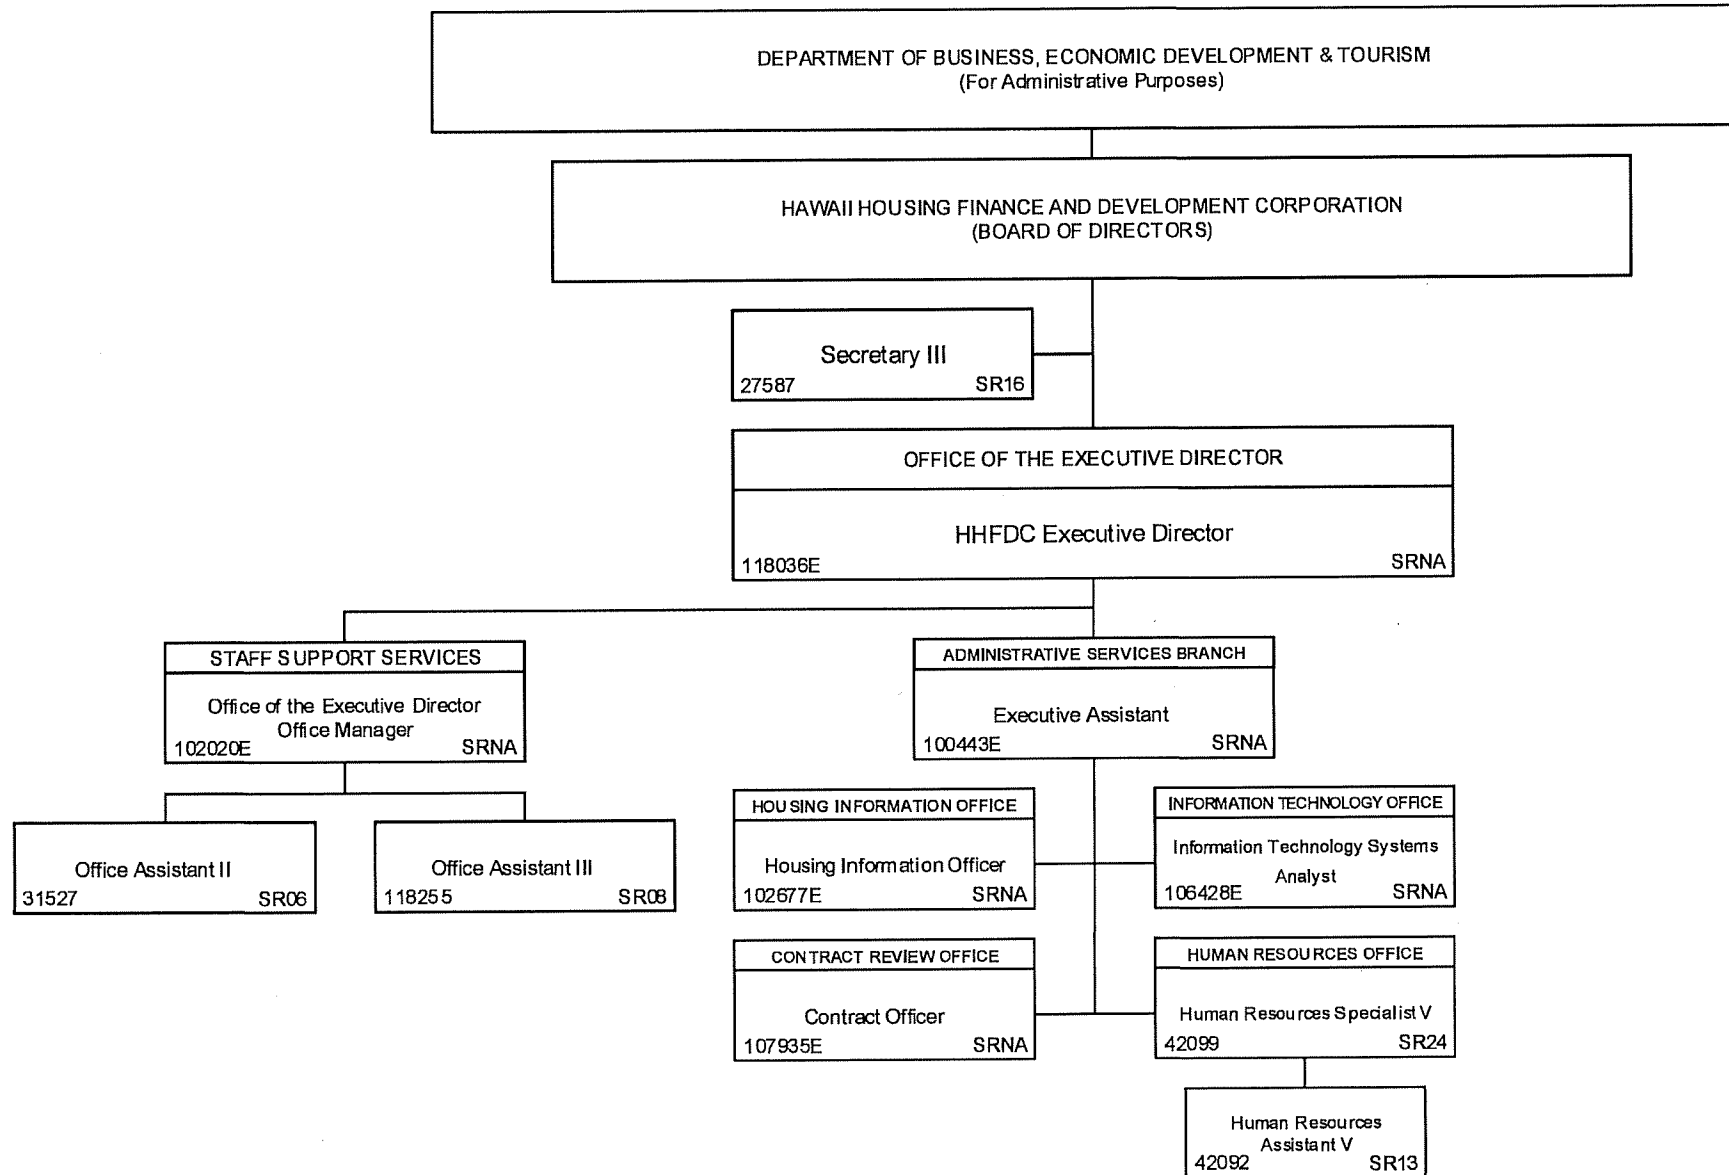 DEPARTMENT OF BUSINESS, ECONOMIC DEVELOPMENT & TOURISM
(For Administrative Purposes)
HAWAII HOUSING FINANCE AND DEVELOPMENT CORPORATION
(BOARD OF DIRECTORS)
Secretary III
27587 SR16
OFFICE OF THE EXECUTIVE DIRECTOR
HHFDC Executive Director
118036E SRNA
STAFF SUPPORT SERVICES
Office of the Executive Director
Office Manager
102020E SRNA
ADMINISTRATIVE SERVICES BRANCH
Executive Assistant
100443E SRNA
Office Assistant II
31527 SR06
Office Assistant III
118255 SR08
HOUSING INFORMATION OFFICE
Housing Information Officer
102677E SRNA
INFORMATION TECHNOLOGY OFFICE
Information Technology Systems
Analyst
106428E SRNA
CONTRACT REVIEW OFFICE
Contract Officer
107935E SRNA
HUMAN RESOURCES OFFICE
Human Resources Specialist V
42099 SR24
Human Resources
Assistant V
42092 SR13